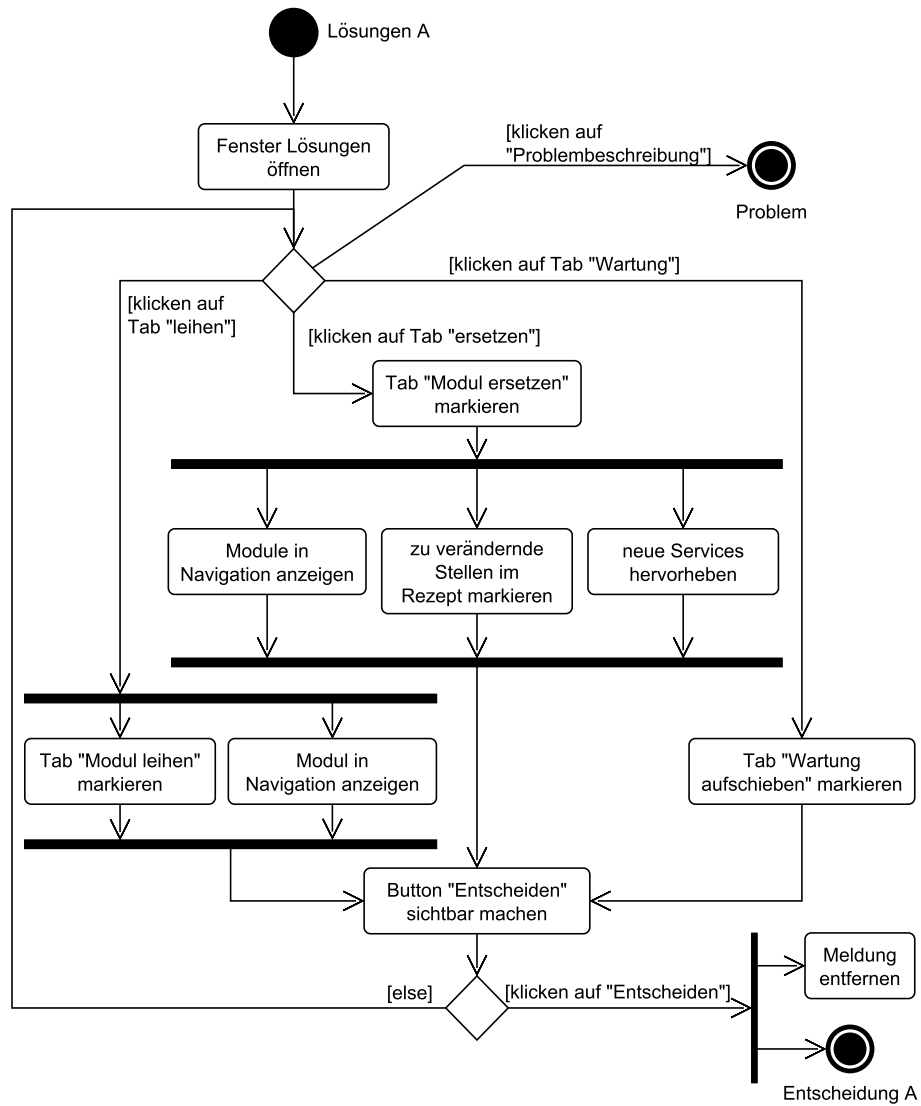 Lösungen A
Fenster Lösungen
öffnen
[klicken auf
"Problembeschreibung"]
Problem
[klicken auf Tab "Wartung"]
[klicken auf
Tab "leihen"]
[klicken auf Tab "ersetzen"]
Tab "Modul ersetzen"
markieren
Module in
Navigation anzeigen
zu verändernde
Stellen im
Rezept markieren
neue Services
hervorheben
Tab "Modul leihen"
markieren
Modul in
Navigation anzeigen
Tab "Wartung
aufschieben" markieren
Button "Entscheiden"
sichtbar machen
[else]
[klicken auf "Entscheiden"]
Meldung
entfernen
Entscheidung A